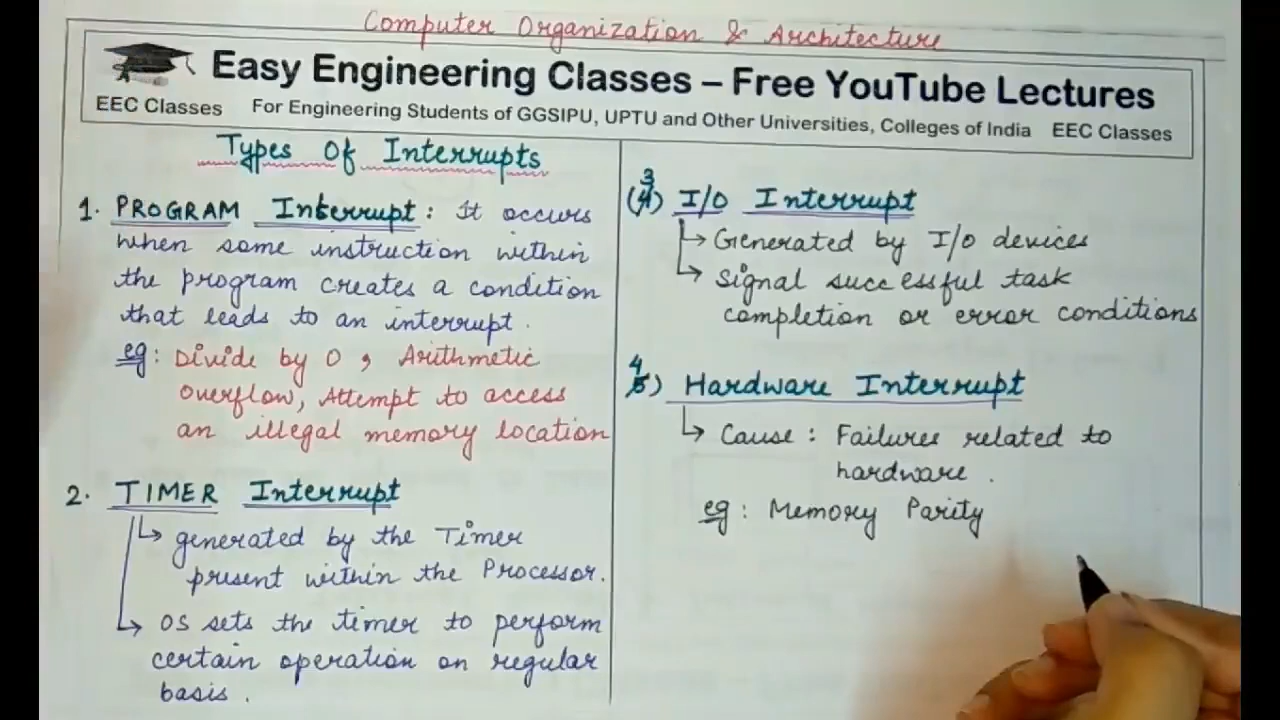 Computer Organization & Architecture
Easy Engineering Classes – Free YouTube Lectures
EEC Classes For Engineering Students of GGSIPU, UPTU and Other Universities, Colleges of India EEC Classes
Types Of Interrupts
1. PROGRAM Interrupt: It occurs
when some instruction within
the program creates a condition
that leads to an interrupt.
eg: Divide by 0, Arithmetic
Overflow, Attempt to access
an illegal memory location
2. TIMER Interrupt
↳ generated by the Timer
present within the Processor.
↳ OS sets the timer to perform
certain operation on regular
basis.
3
(4) I/O Interrupt
↳ Generated by I/O devices
↳ Signal successful task
completion or error conditions
4
5) Hardware Interrupt
↳ Cause: Failures related to
hardware.
eg: Memory Parity